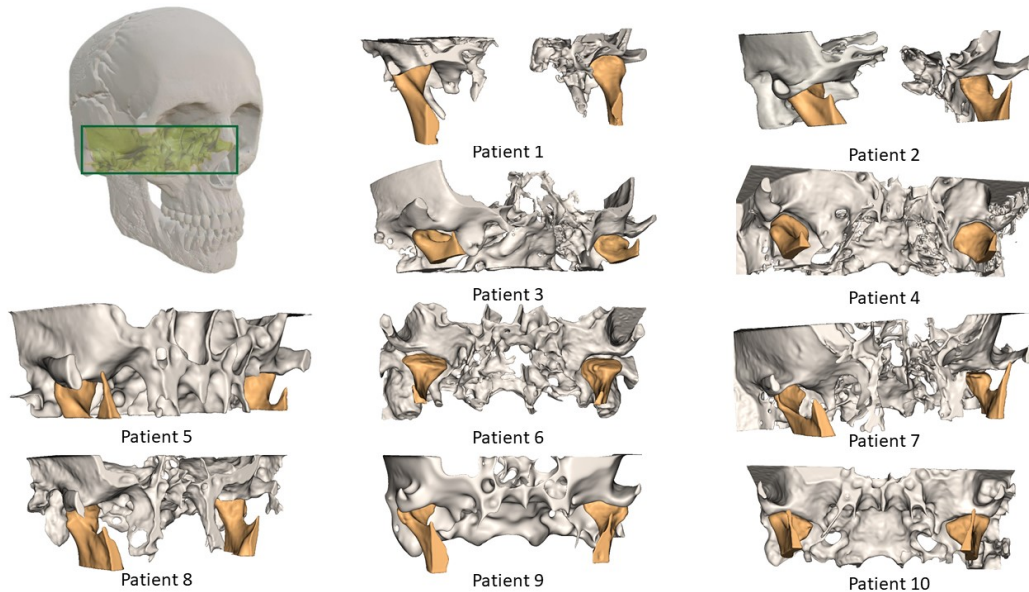 Patient 1
Patient 2
Patient 3
Patient 4
Patient 5
Patient 6
Patient 7
Patient 8
Patient 9
Patient 10